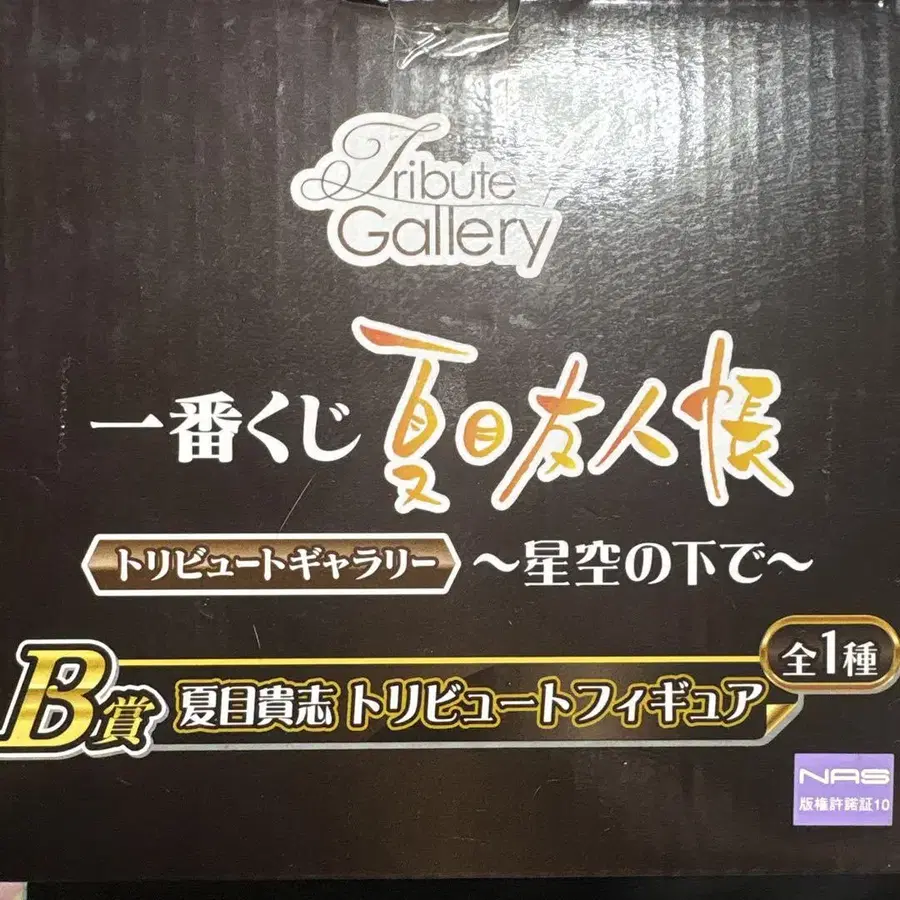 Tribute
Gallery
一番くじ 夏目友人帳
トリビュートギャラリー ～星空の下で～
全1種
B賞 夏目貴志 トリビュートフィギュア
NAS
版権許諾証10